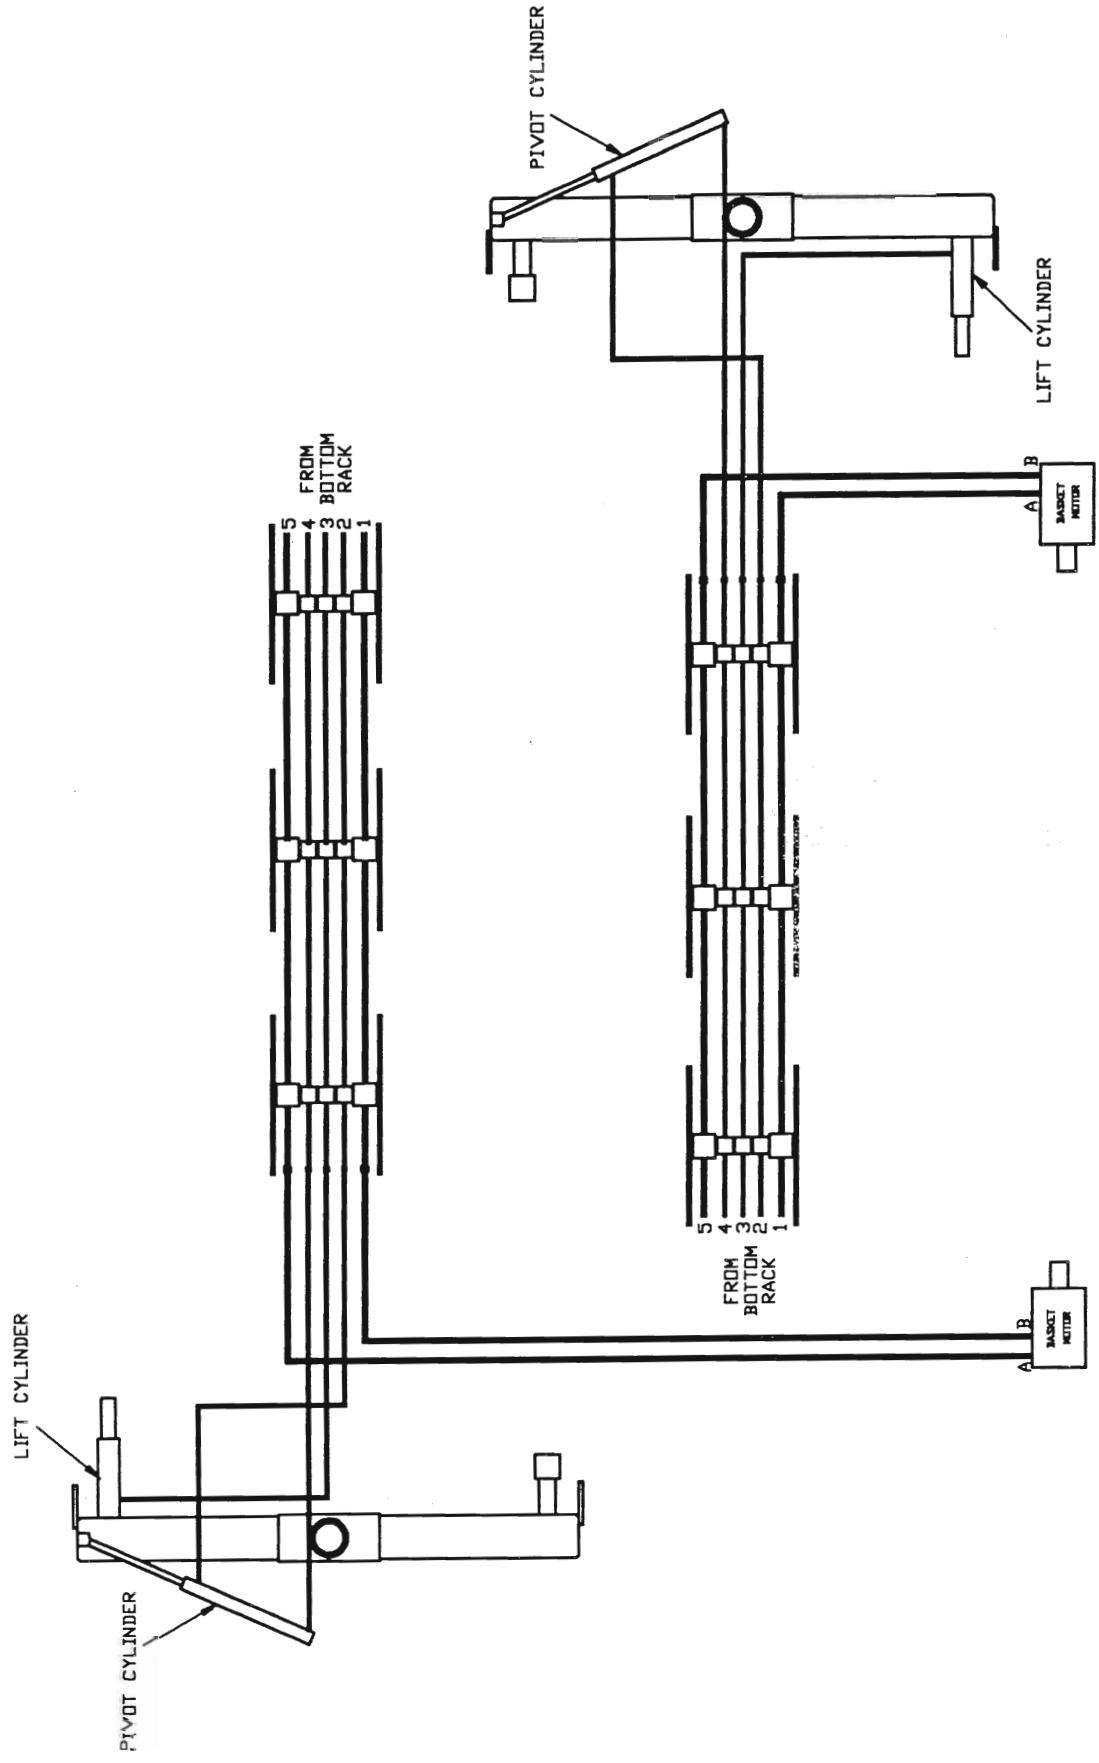 PIVOT CYLINDER
LIFT CYLINDER
FROM
BOTTOM
RACK
5
4
3
2
1
B
A
BASKET
MOTOR
5
4
3
2
1
FROM
BOTTOM
RACK
B
A
BASKET
MOTOR
LIFT CYLINDER
PIVOT CYLINDER